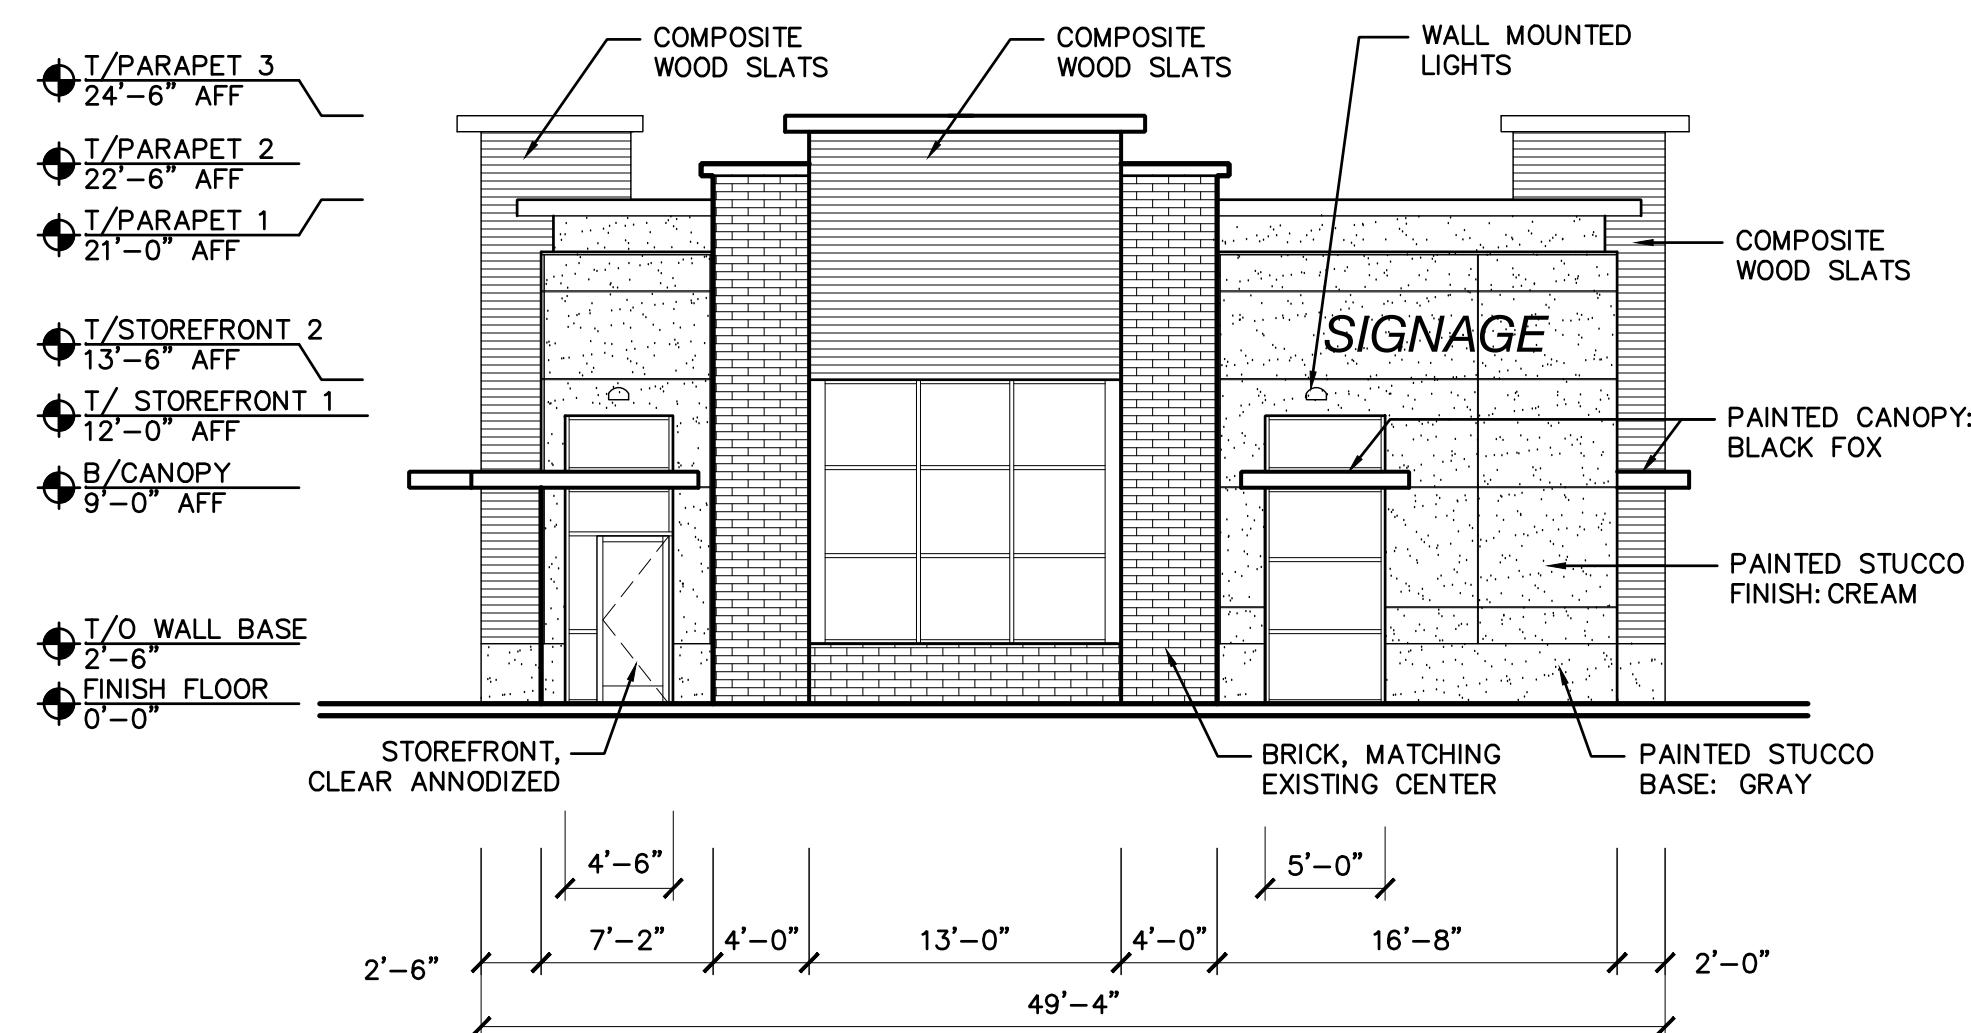 COMPOSITE
WOOD SLATS
COMPOSITE
WOOD SLATS
WALL MOUNTED
LIGHTS
T/PARAPET 3
24'-6" AFF
T/PARAPET 2
22'-6" AFF
T/PARAPET 1
21'-0" AFF
COMPOSITE
WOOD SLATS
T/STOREFRONT 2
13'-6" AFF
SIGNAGE
T/ STOREFRONT 1
12'-0" AFF
PAINTED CANOPY:
BLACK FOX
B/CANOPY
9'-0" AFF
PAINTED STUCCO
FINISH: CREAM
T/O WALL BASE
2'-6"
FINISH FLOOR
0'-0"
STOREFRONT,
CLEAR ANNODIZED
BRICK, MATCHING
EXISTING CENTER
PAINTED STUCCO
BASE: GRAY
4'-6"
5'-0"
2'-6"
7'-2"
4'-0"
13'-0"
4'-0"
16'-8"
2'-0"
49'-4"